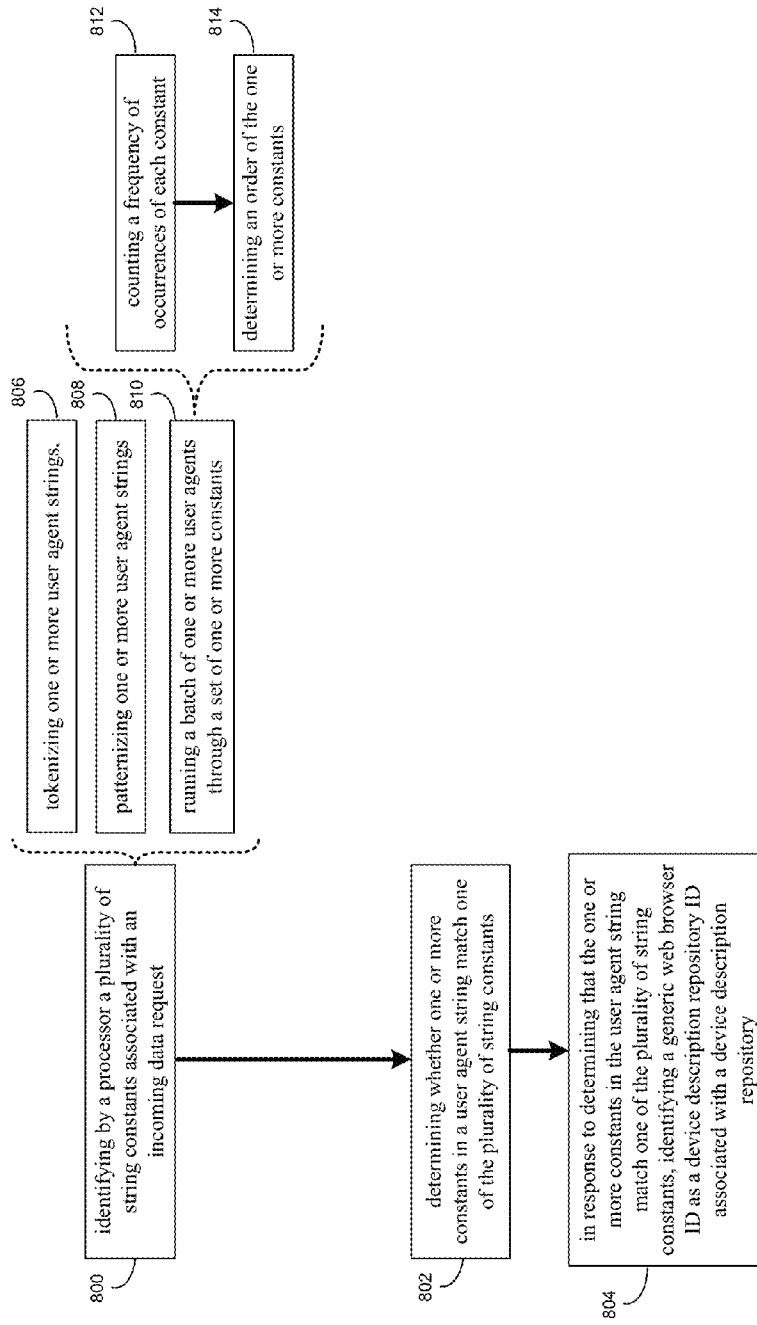 800
identifying by a processor a plurality of
string constants associated with an
incoming data request
802
determining whether one or more
constants in a user agent string match one
of the plurality of string constants
804
in response to determining that the one or
more constants in the user agent string
match one of the plurality of string
constants, identifying a generic web browser
ID as a device description repository ID
associated with a device description
repository
806
tokenizing one or more user agent strings,
808
patternizing one or more user agent strings
810
running a batch of one or more user agents
through a set of one or more constants
812
counting a frequency of
occurrences of each constant
814
determining an order of the one
or more constants